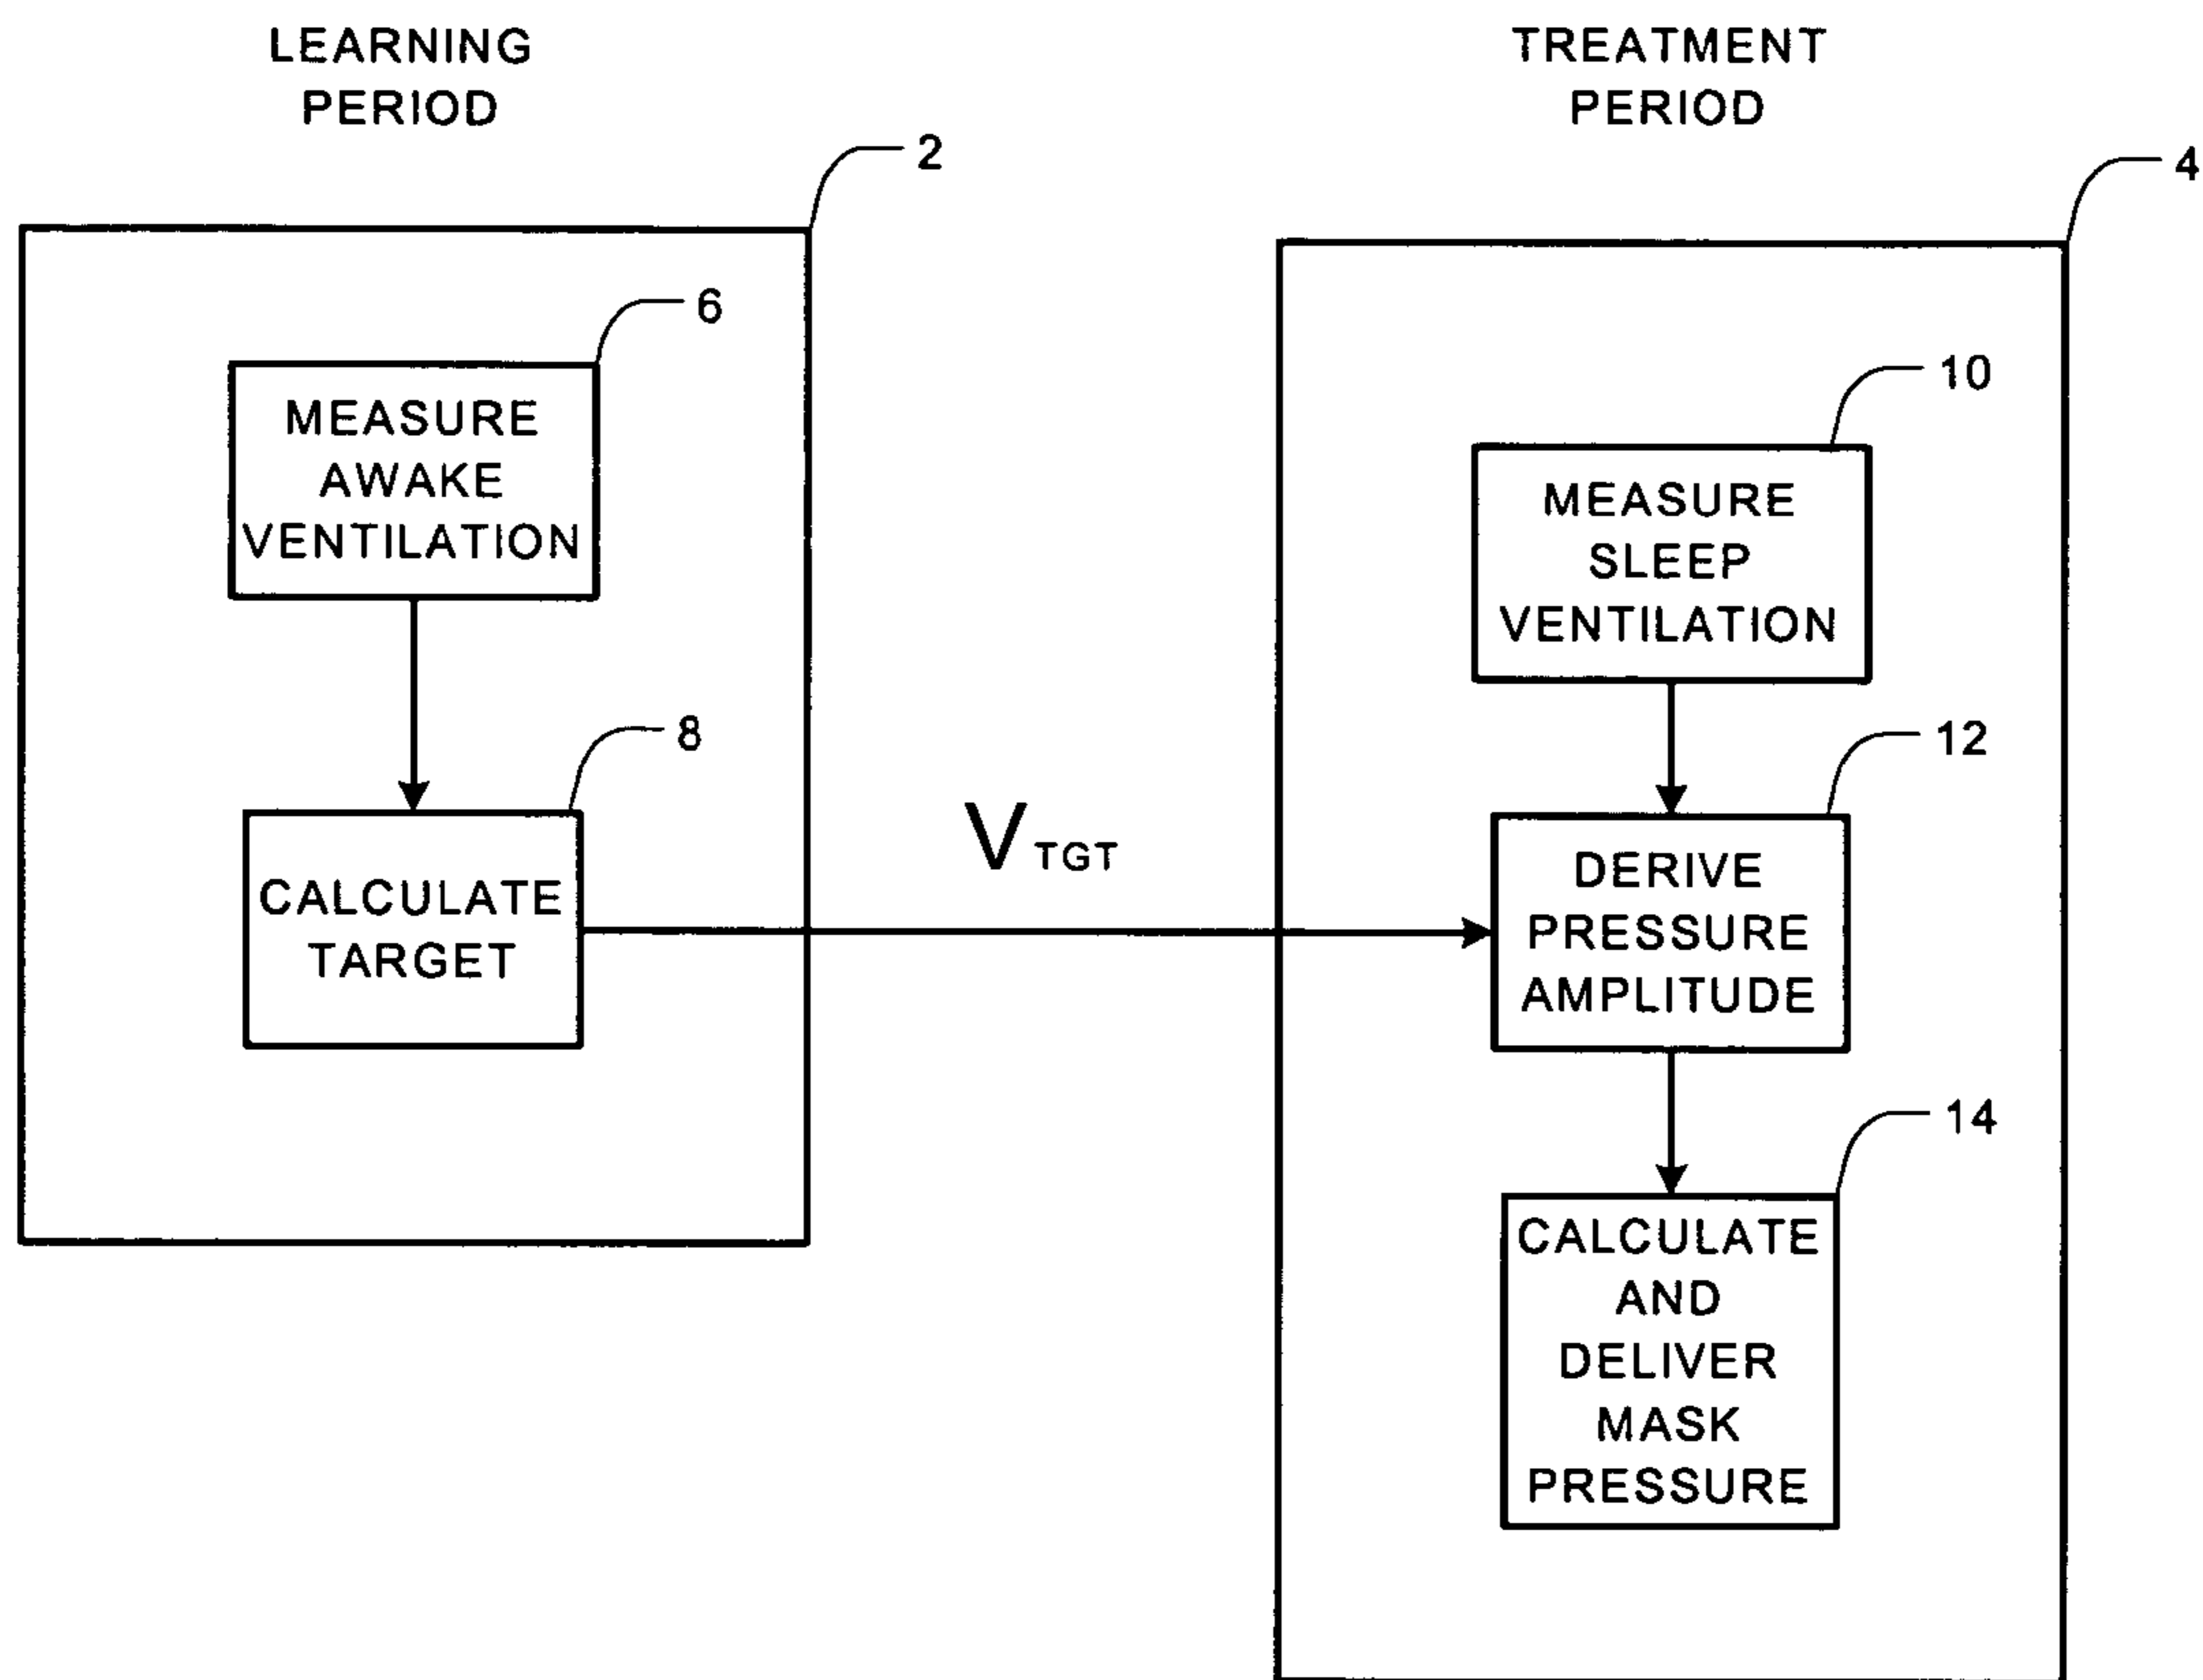 LEARNING
PERIOD
2
6
MEASURE
AWAKE
VENTILATION
8
CALCULATE
TARGET
VTGT
TREATMENT
PERIOD
4
10
MEASURE
SLEEP
VENTILATION
12
DERIVE
PRESSURE
AMPLITUDE
14
CALCULATE
AND
DELIVER
MASK
PRESSURE